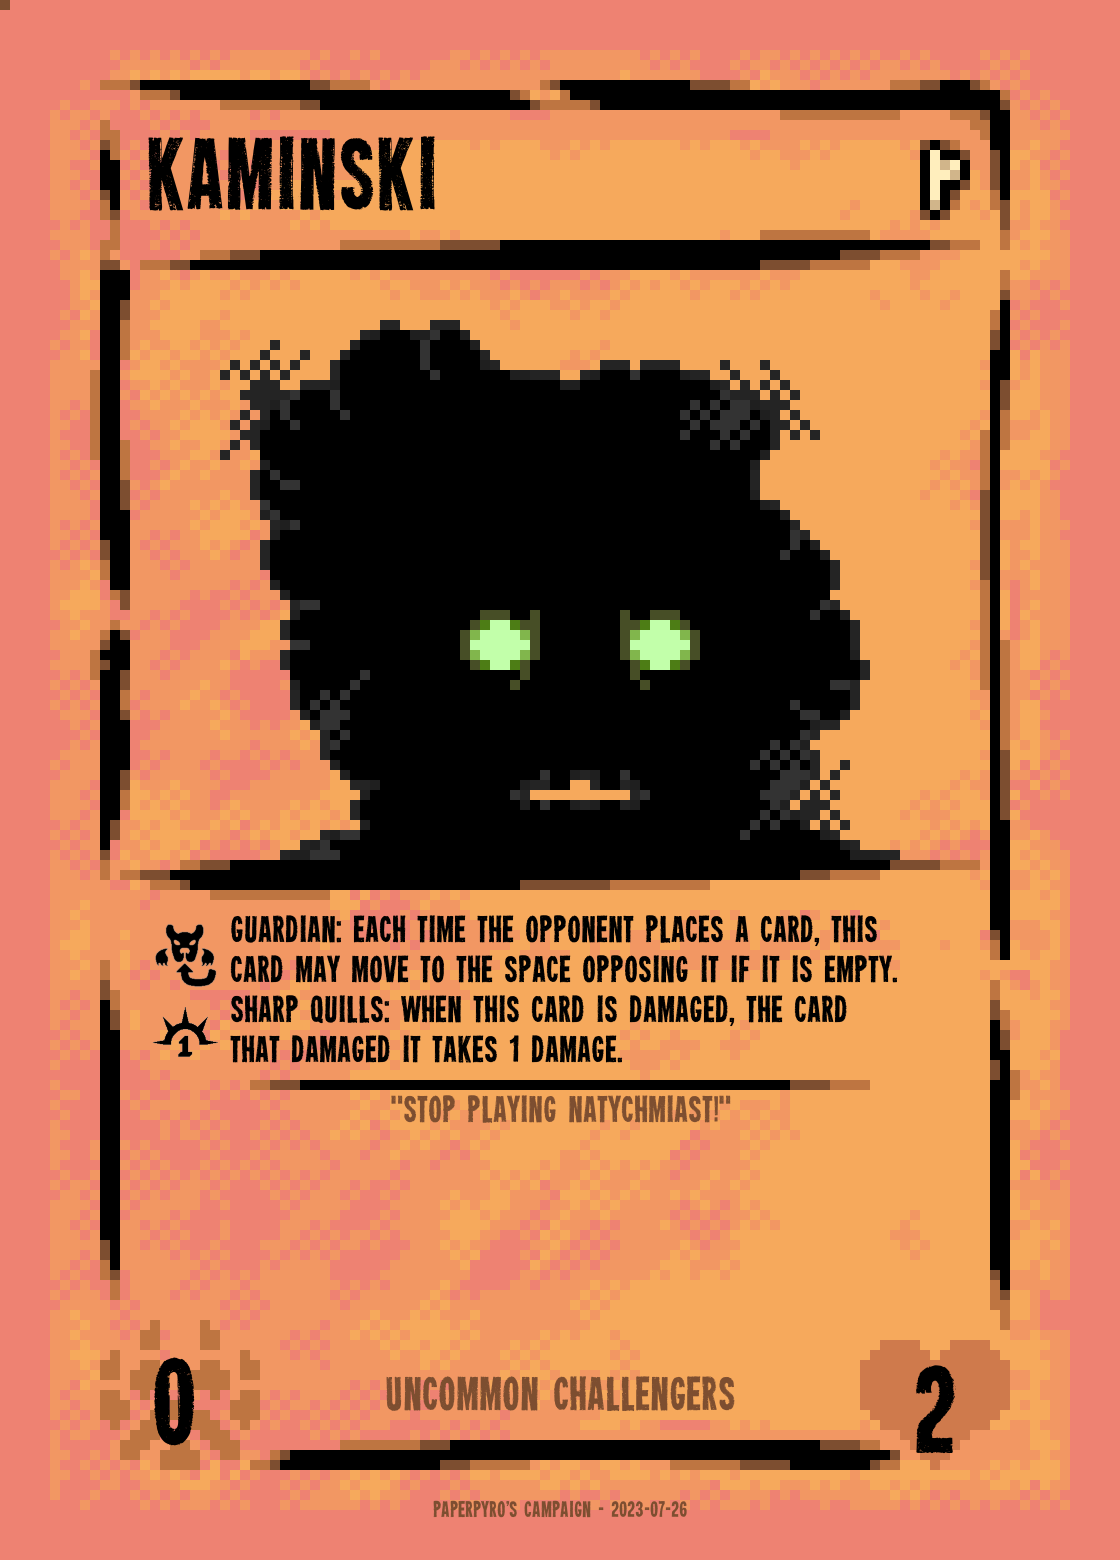 KAMINSKI
GUARDIAN: EACH TIME THE OPPONENT PLACES A CARD, THIS
CARD MAY MOVE TO THE SPACE OPPOSING IT IF IT IS EMPTY.
SHARP QUILLS: WHEN THIS CARD IS DAMAGED, THE CARD
1
THAT DAMAGED IT TAKES 1 DAMAGE.
"STOP PLAYING NATYCHMIAST!"
0
UNCOMMON CHALLENGERS
2
PAPERPYRO'S CAMPAIGN - 2023-07-26